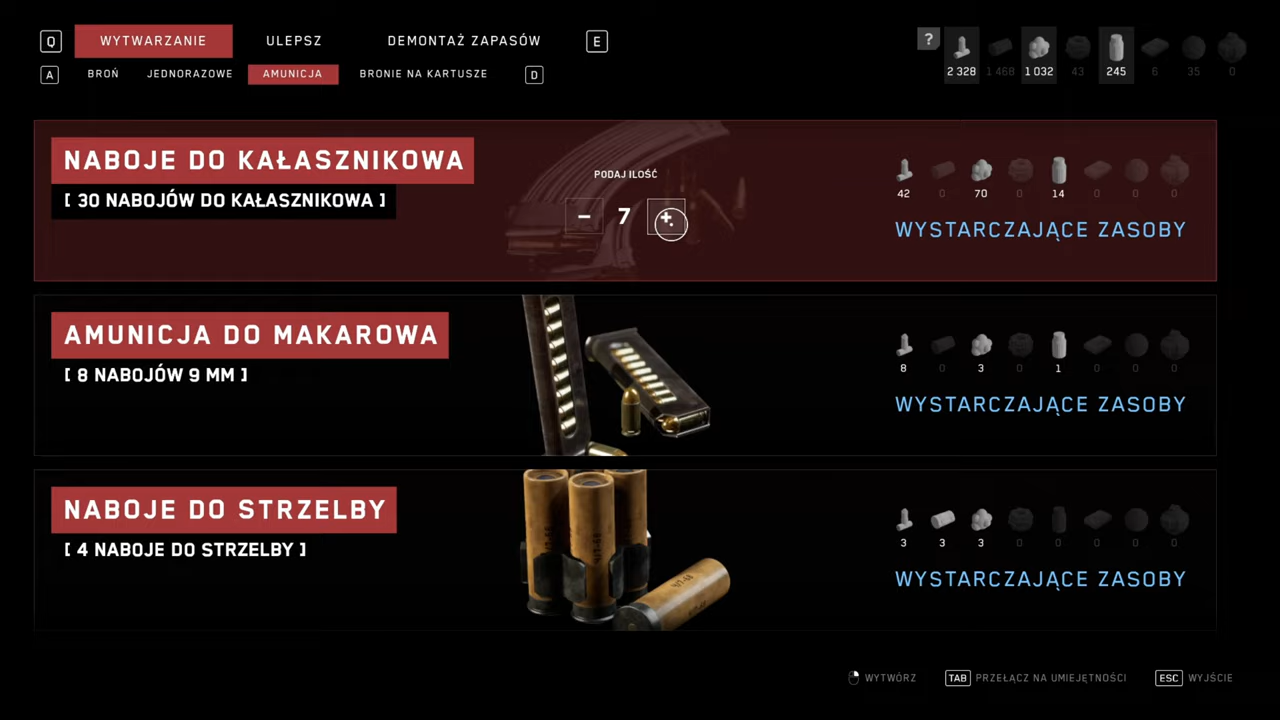 Q WYTWARZANIE ULEPSZ DEMONTAŻ ZAPASÓW E
A BROŃ JEDNORAZOWE AMUNICJA BRONIE NA KARTUSZE D
?
2 328 1 468 1 032 43 245 6 35 0
NABOJE DO KAŁASZNIKOWA
[ 30 NABOJÓW DO KAŁASZNIKOWA ]
PODAJ ILOŚĆ
− 7 +
42 0 70 0 14 0 0 0
WYSTARCZAJĄCE ZASOBY
AMUNICJA DO MAKAROWA
[ 8 NABOJÓW 9 MM ]
8 0 3 0 1 0 0 0
WYSTARCZAJĄCE ZASOBY
NABOJE DO STRZELBY
[ 4 NABOJE DO STRZELBY ]
3 3 3 0 0 0 0 0
WYSTARCZAJĄCE ZASOBY
WYTWÓRZ TAB PRZEŁĄCZ NA UMIEJĘTNOŚCI ESC WYJŚCIE